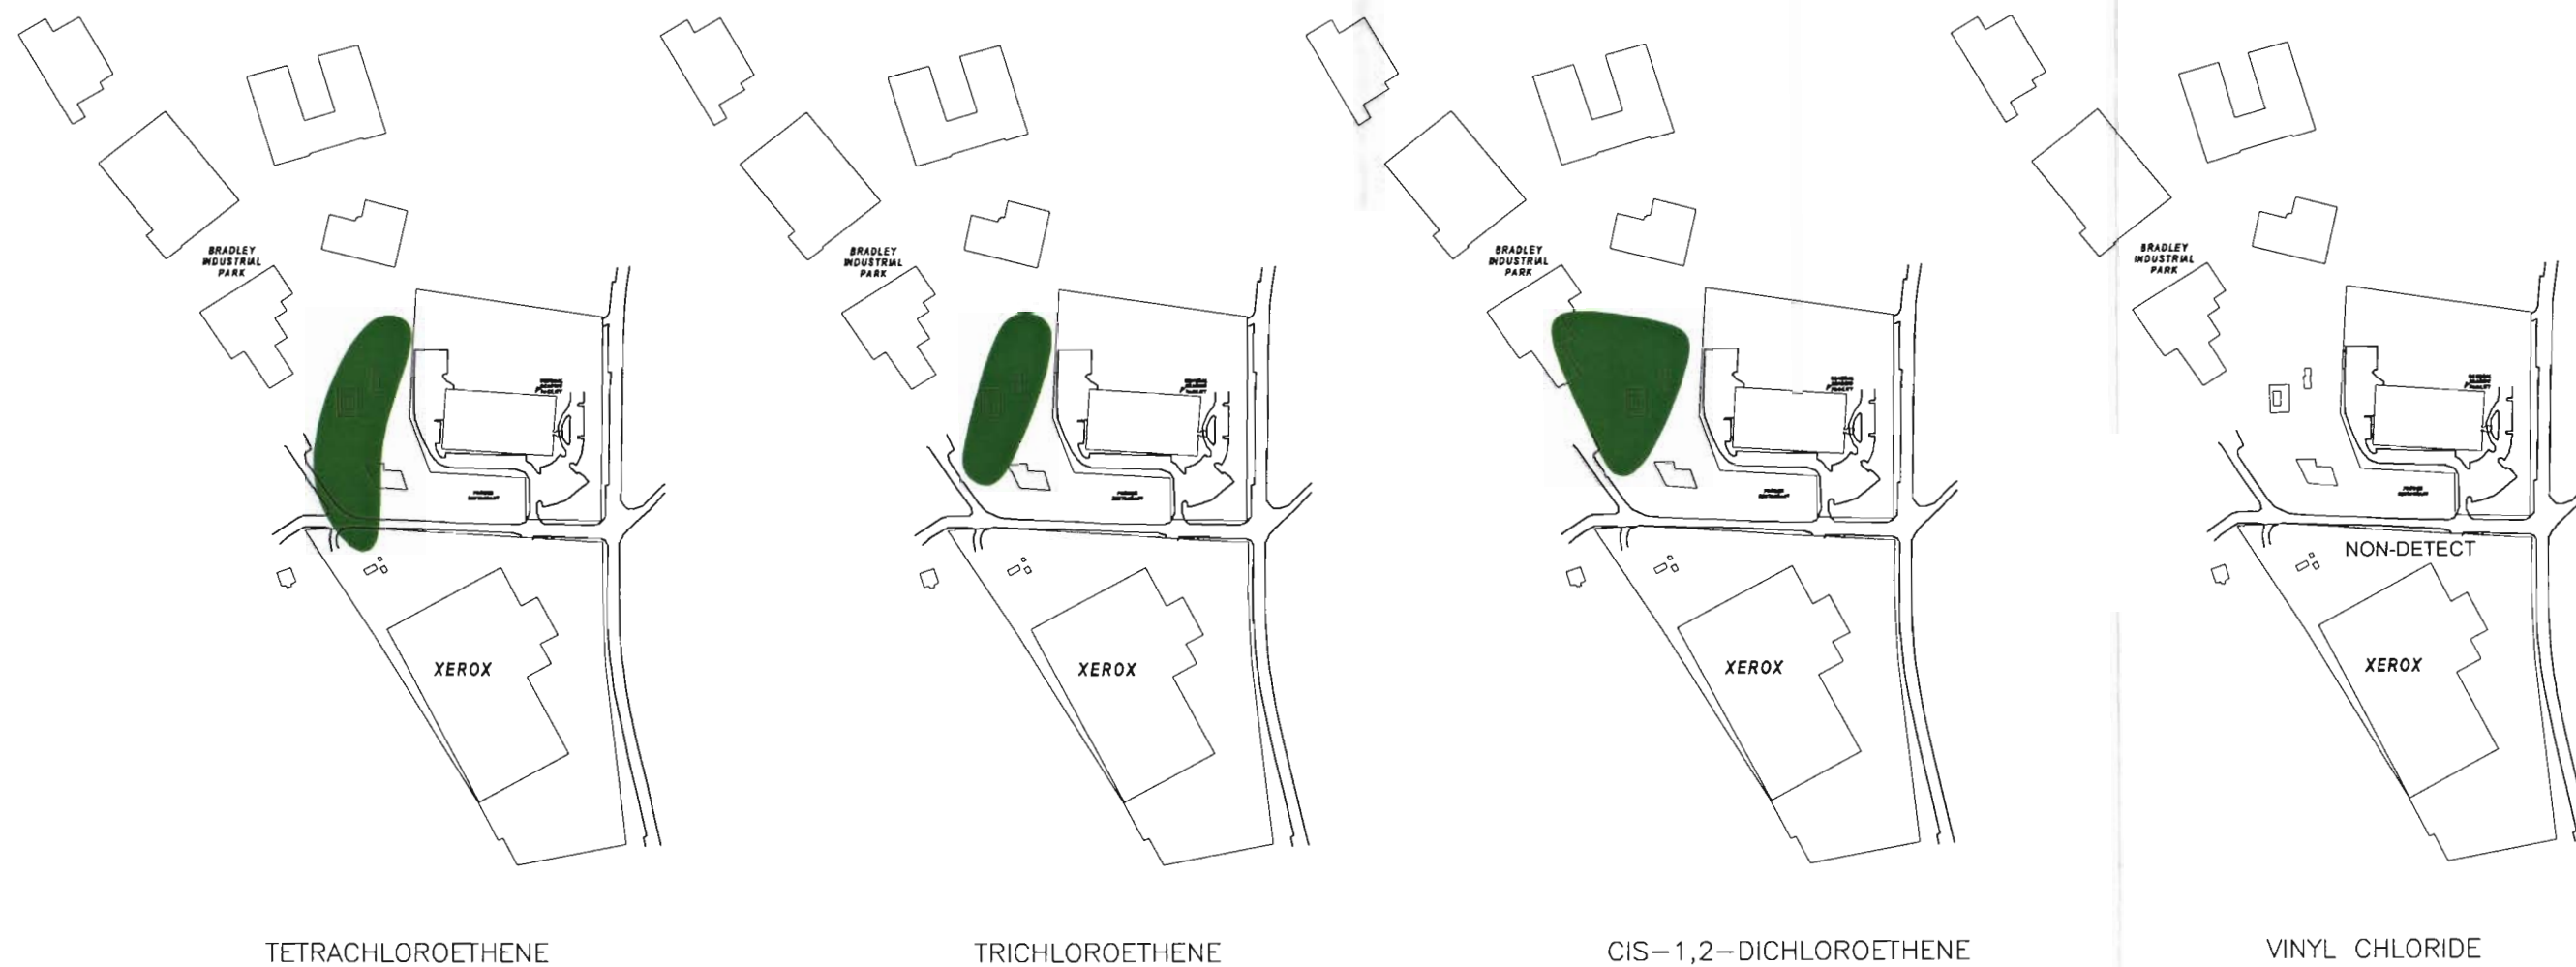 BRADLEY
INDUSTRIAL
PARK
BRADLEY
INDUSTRIAL
PARK
BRADLEY
INDUSTRIAL
PARK
BRADLEY
INDUSTRIAL
PARK
NON-DETECT
XEROX
XEROX
XEROX
XEROX
TETRACHLOROETHENE
TRICHLOROETHENE
CIS-1,2-DICHLOROETHENE
VINYL CHLORIDE